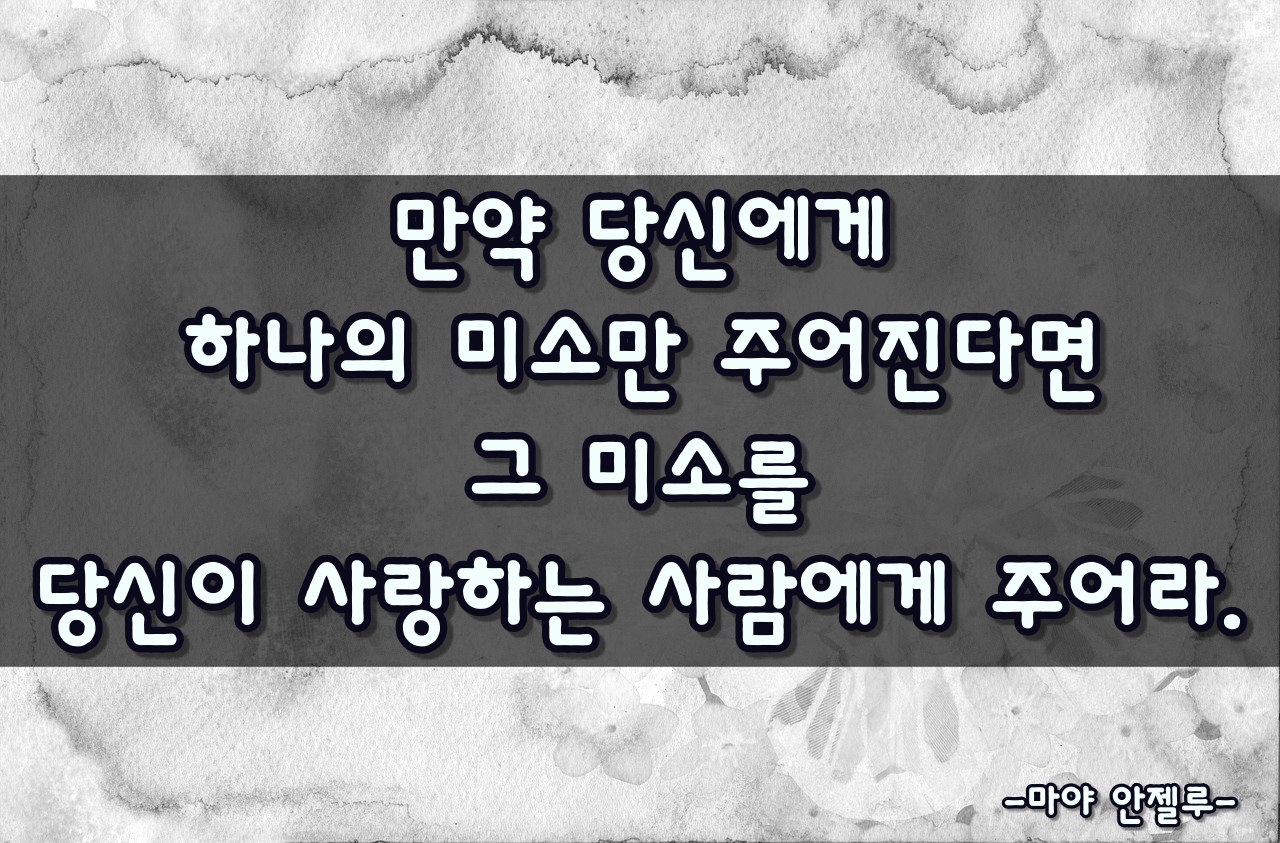 만약 당신에게
하나의 미소만 주어진다면
그 미소를
당신이 사랑하는 사람에게 주어라.
-마야 안젤루-